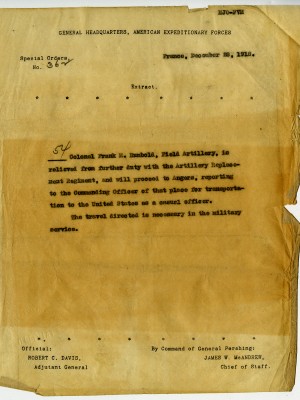 GENERAL HEADQUARTERS, AMERICAN EXPEDITIONARY FORCES
Special Orders, France, December 1918.
No. 362
Extract.
* * * * * * * *
54 Colonel Frank E. Field Artillery, is
relieved from further duty with the Artillery Replace-
ment Regiment, and will proceed to Angers, reporting
to the Commanding Officer of that place for transporta-
tion to the United States as a casual officer.
The travel directed is necessary in the military
service.
* * * * * * * *
Official: By Command of General Pershing:
ROBERT C. DAVIS, JAMES W. McANDREW,
Adjutant General Chief of Staff.